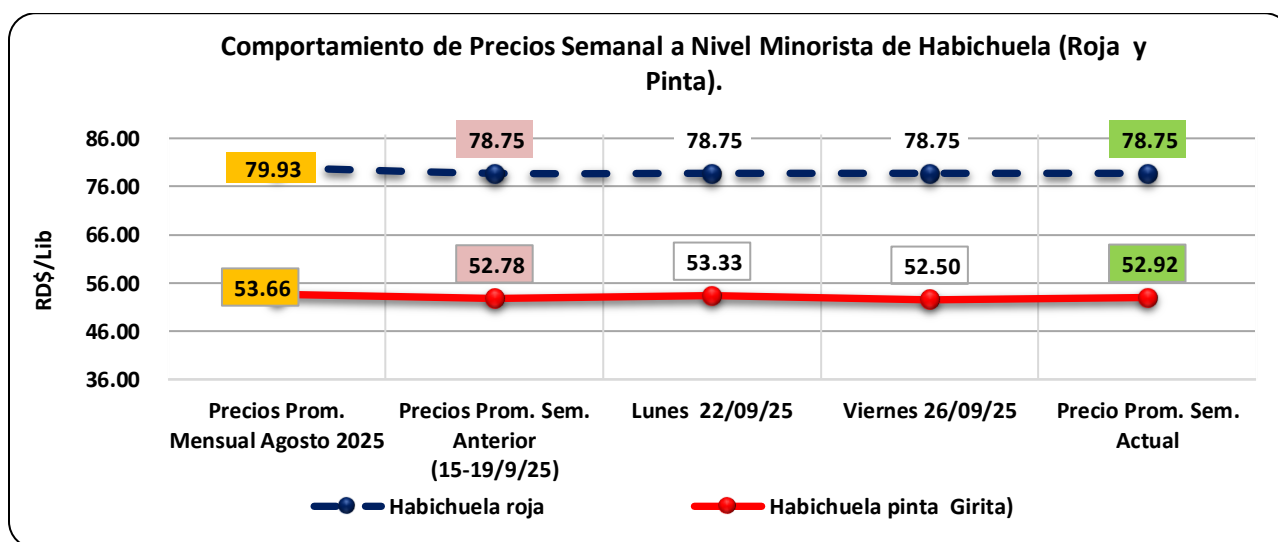 Comportamiento de Precios Semanal a Nivel Minorista de Habichuela (Roja y
Pinta).
RD$/Lib
86.00
76.00
66.00
56.00
46.00
36.00
79.93
78.75
78.75
78.75
78.75
53.66
52.78
53.33
52.50
52.92
Precios Prom.
Mensual Agosto 2025
Precios Prom. Sem.
Anterior
(15-19/9/25)
Lunes 22/09/25
Viernes 26/09/25
Precio Prom. Sem.
Actual
Habichuela roja
Habichuela pinta Girita)